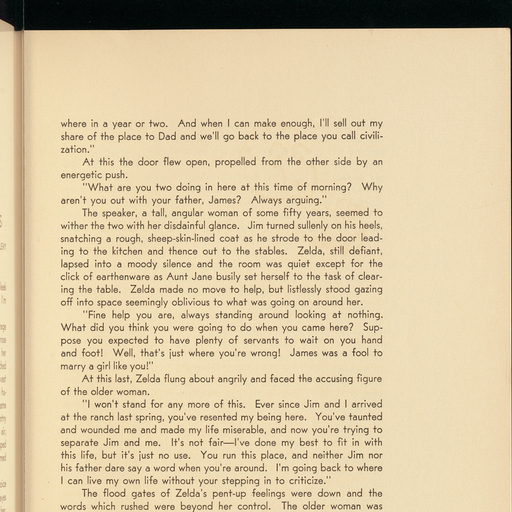 where in a year or two. And when I can make enough, I'll sell out my
share of the place to Dad and we'll go back to the place you call civili-
zation."
At this the door flew open, propelled from the other side by an
energetic push.
"What are you two doing in here at this time of morning? Why
aren't you out with your father, James? Always arguing."
The speaker, a tall, angular woman of some fifty years, seemed to
wither the two with her disdainful glance. Jim turned sullenly on his heels,
snatching a rough, sheep-skin-lined coat as he strode to the door lead-
ing to the kitchen and thence out to the stables. Zelda, still defiant,
lapsed into a moody silence and the room was quiet except for the
click of earthenware as Aunt Jane busily set herself to the task of clear-
ing the table. Zelda made no move to help, but listlessly stood gazing
off into space seemingly oblivious to what was going on around her.
"Fine help you are, always standing around looking at nothing.
What did you think you were going to do when you came here? Sup-
pose you expected to have plenty of servants to wait on you hand
and foot! Well, that's just where you're wrong! James was a fool to
marry a girl like you!"
At this last, Zelda flung about angrily and faced the accusing figure
of the older woman.
"I won't stand for any more of this. Ever since Jim and I arrived
at the ranch last spring, you've resented my being here. You've taunted
and wounded me and made my life miserable, and now you're trying to
separate Jim and me. It's not fair—I've done my best to fit in with
this life, but it's just no use. You run this place, and neither Jim nor
his father dare say a word when you're around. I'm going back to where
I can live my own life without your stepping in to criticize."
The flood gates of Zelda's pent-up feelings were down and the
words which rushed were beyond her control. The older woman was